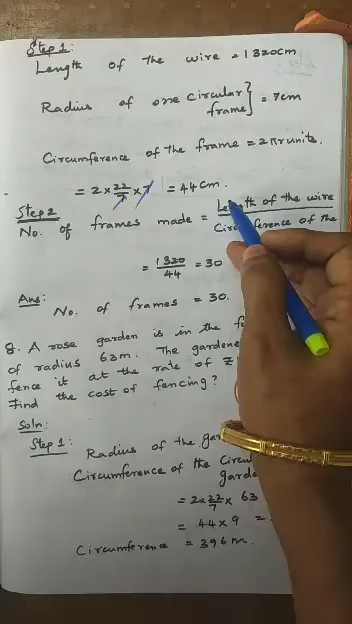 Step 1:
Length of the wire = 1320cm
Radius of one circular frame} = 7cm
Circumference of the frame = 2πr units.
= 2 × 22/7 × 7 = 44 cm.
Step 2
No. of frames made = Length of the wire / Circumference of the
= 1320/44 = 30
Ans:
No. of frames = 30.
8. A rose garden is in the
of radius 63m. The gardene
fence it at the rate of
Find the cost of fencing?
Soln:
Step 1:
Radius of the gar
Circumference of the Circul garde
= 2 × 22/7 × 63
= 44 × 9 =
Circumference = 396 m.